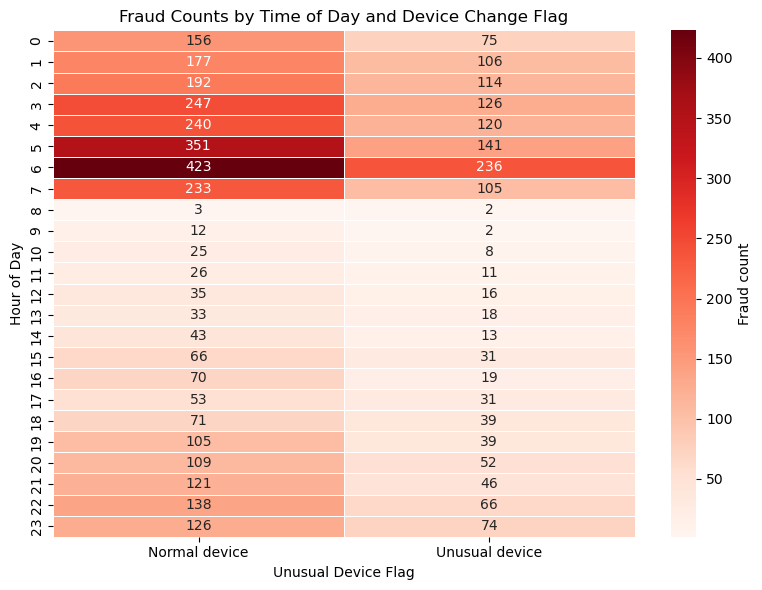 Fraud Counts by Time of Day and Device Change Flag
0 156 75
1 177 106
2 192 114
3 247 126
4 240 120
5 351 141
6 423 236
7 233 105
8 3 2
9 12 2
10 25 8
11 26 11
12 35 16
13 33 18
14 43 13
15 66 31
16 70 19
17 53 31
18 71 39
19 105 39
20 109 52
21 121 46
22 138 66
23 126 74
Hour of Day
Normal device Unusual device
Unusual Device Flag
400
350
300
250
200
150
100
50
Fraud count